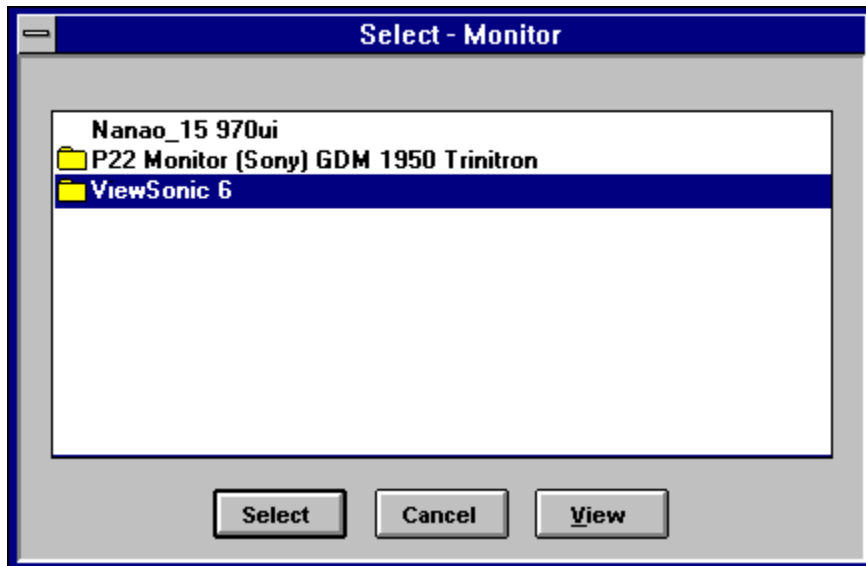 Select - Monitor
Nanao_15 970ui
P22 Monitor (Sony) GDM 1950 Trinitron
ViewSonic 6
Select
Cancel
View